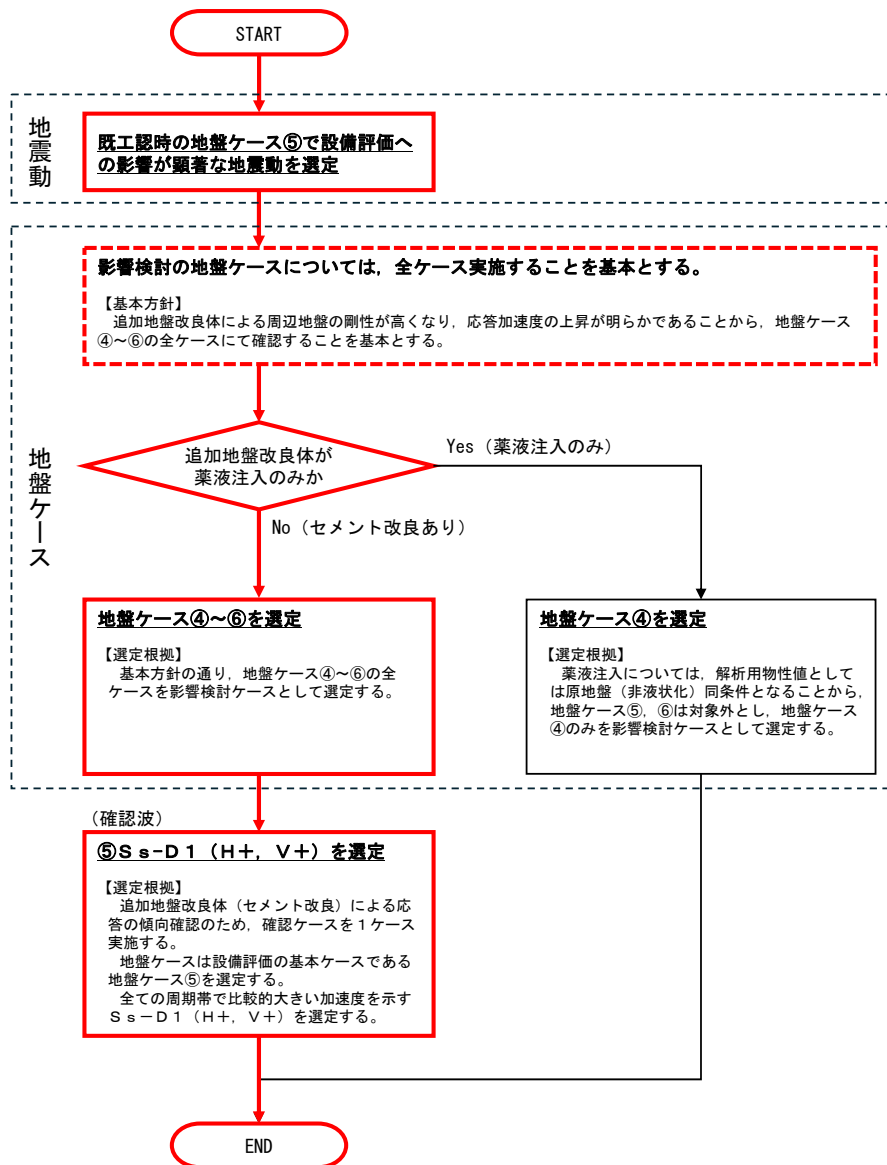 START
地震動
既工認時の地盤ケース⑤で設備評価へ
の影響が顕著な地震動を選定
地盤ケース
影響検討の地盤ケースについては，全ケース実施することを基本とする。
【基本方針】
追加地盤改良体による周辺地盤の剛性が高くなり，応答加速度の上昇が明らかであることから，地盤ケース
④～⑥の全ケースにて確認することを基本とする。
追加地盤改良体が
薬液注入のみか
Yes（薬液注入のみ）
No（セメント改良あり）
地盤ケース④～⑥を選定
【選定根拠】
基本方針の通り，地盤ケース④～⑥の全
ケースを影響検討ケースとして選定する。
地盤ケース④を選定
【選定根拠】
薬液注入については，解析用物性値として
は原地盤（非液状化）同条件となることから，
地盤ケース⑤，⑥は対象外とし，地盤ケース
④のみを影響検討ケースとして選定する。
（確認波）
⑤Ｓｓ-Ｄ１（Ｈ＋，Ｖ＋）を選定
【選定根拠】
追加地盤改良体（セメント改良）による応
答の傾向確認のため，確認ケースを１ケース
実施する。
地盤ケースは設備評価の基本ケースである
地盤ケース⑤を選定する。
全ての周期帯で比較的大きい加速度を示す
Ｓｓ－Ｄ１（Ｈ＋，Ｖ＋）を選定する。
END